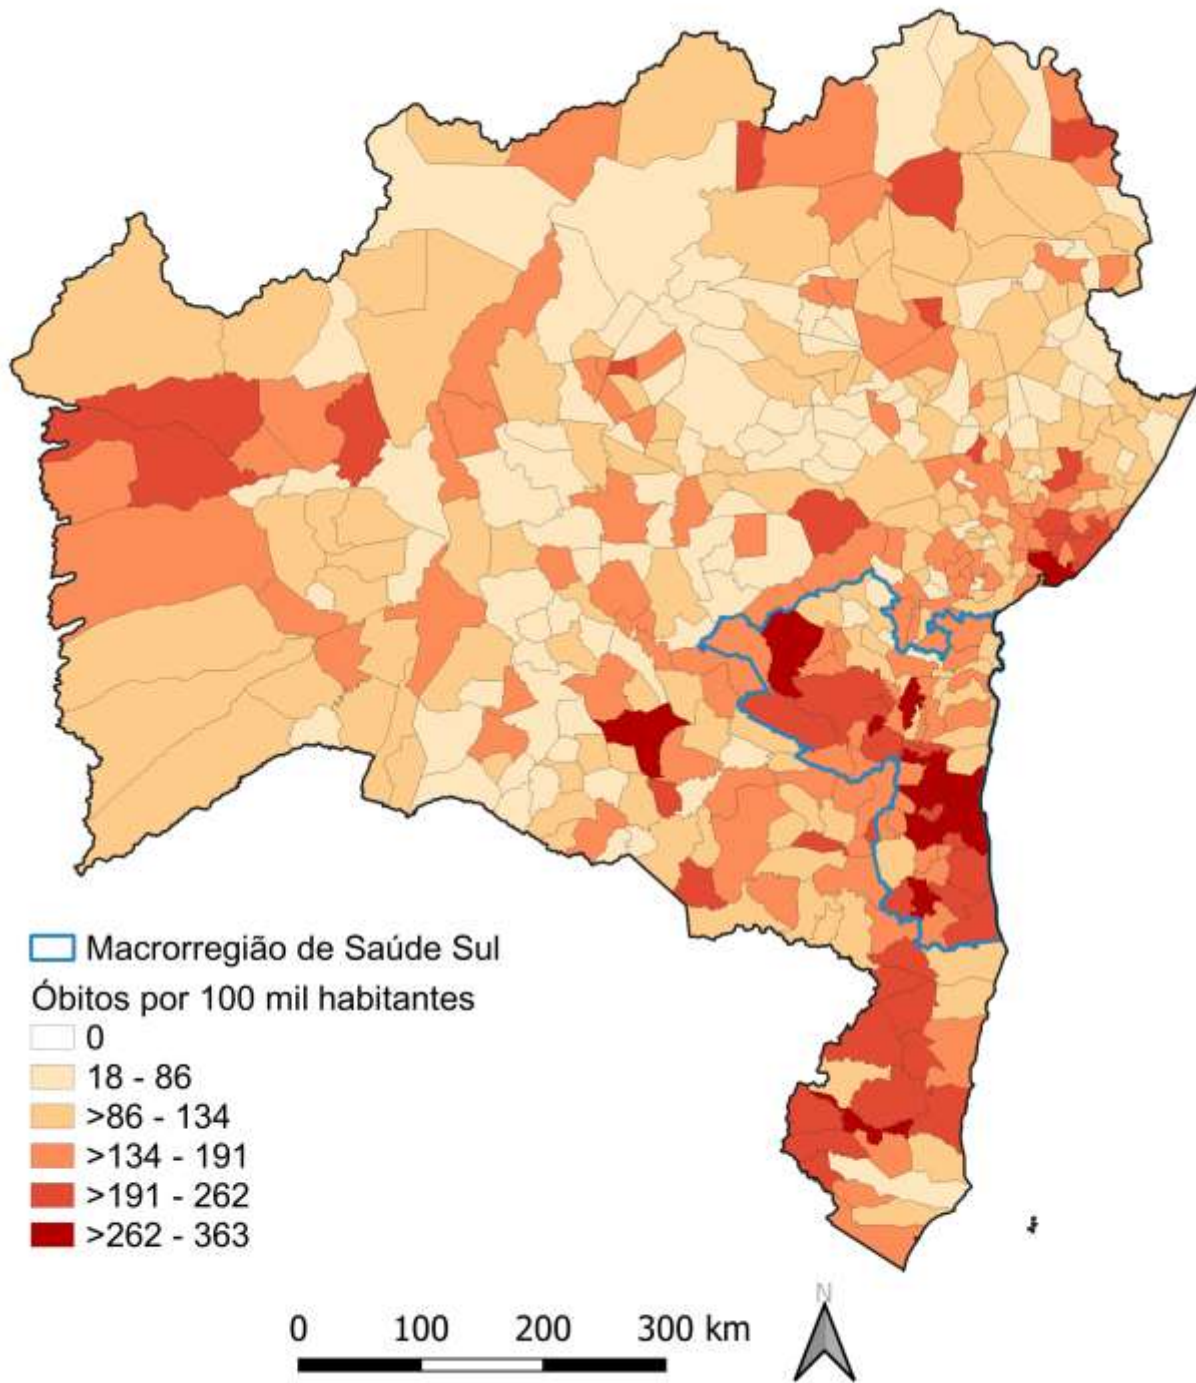 Macrorregião de Saúde Sul
Óbitos por 100 mil habitantes
0
18 - 86
>86 - 134
>134 - 191
>191 - 262
>262 - 363
0 100 200 300 km
N